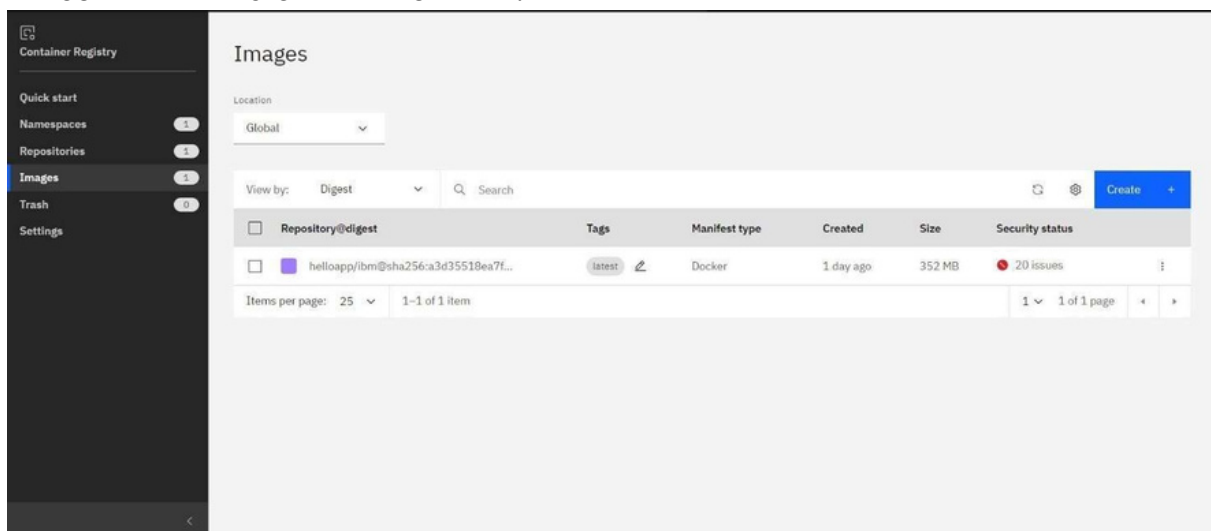 Container Registry
Quick start
Namespaces 1
Repositories 1
Images 1
Trash 0
Settings
Images
Location
Global
View by: Digest Search Create +
Repository@digest Tags Manifest type Created Size Security status
helloapp/ibm@sha256:a3d35518ea7f... latest Docker 1 day ago 352 MB 20 issues
Items per page: 25 1–1 of 1 item 1 1 of 1 page